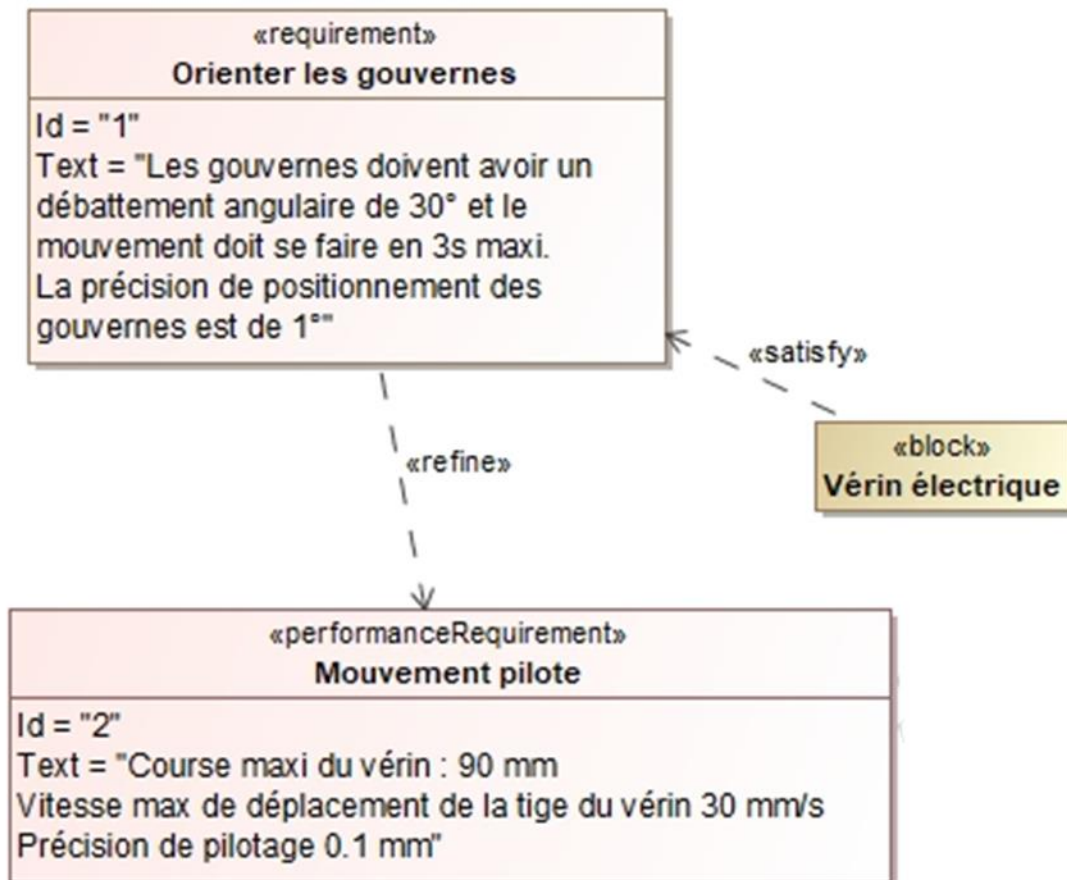 «requirement»
Orienter les gouvernes
Id = "1"
Text = "Les gouvernes doivent avoir un
débattement angulaire de 30° et le
mouvement doit se faire en 3s maxi.
La précision de positionnement des
gouvernes est de 1°"
«satisfy»
«block»
Vérin électrique
«refine»
«performanceRequirement»
Mouvement pilote
Id = "2"
Text = "Course maxi du vérin : 90 mm
Vitesse max de déplacement de la tige du vérin 30 mm/s
Précision de pilotage 0.1 mm"